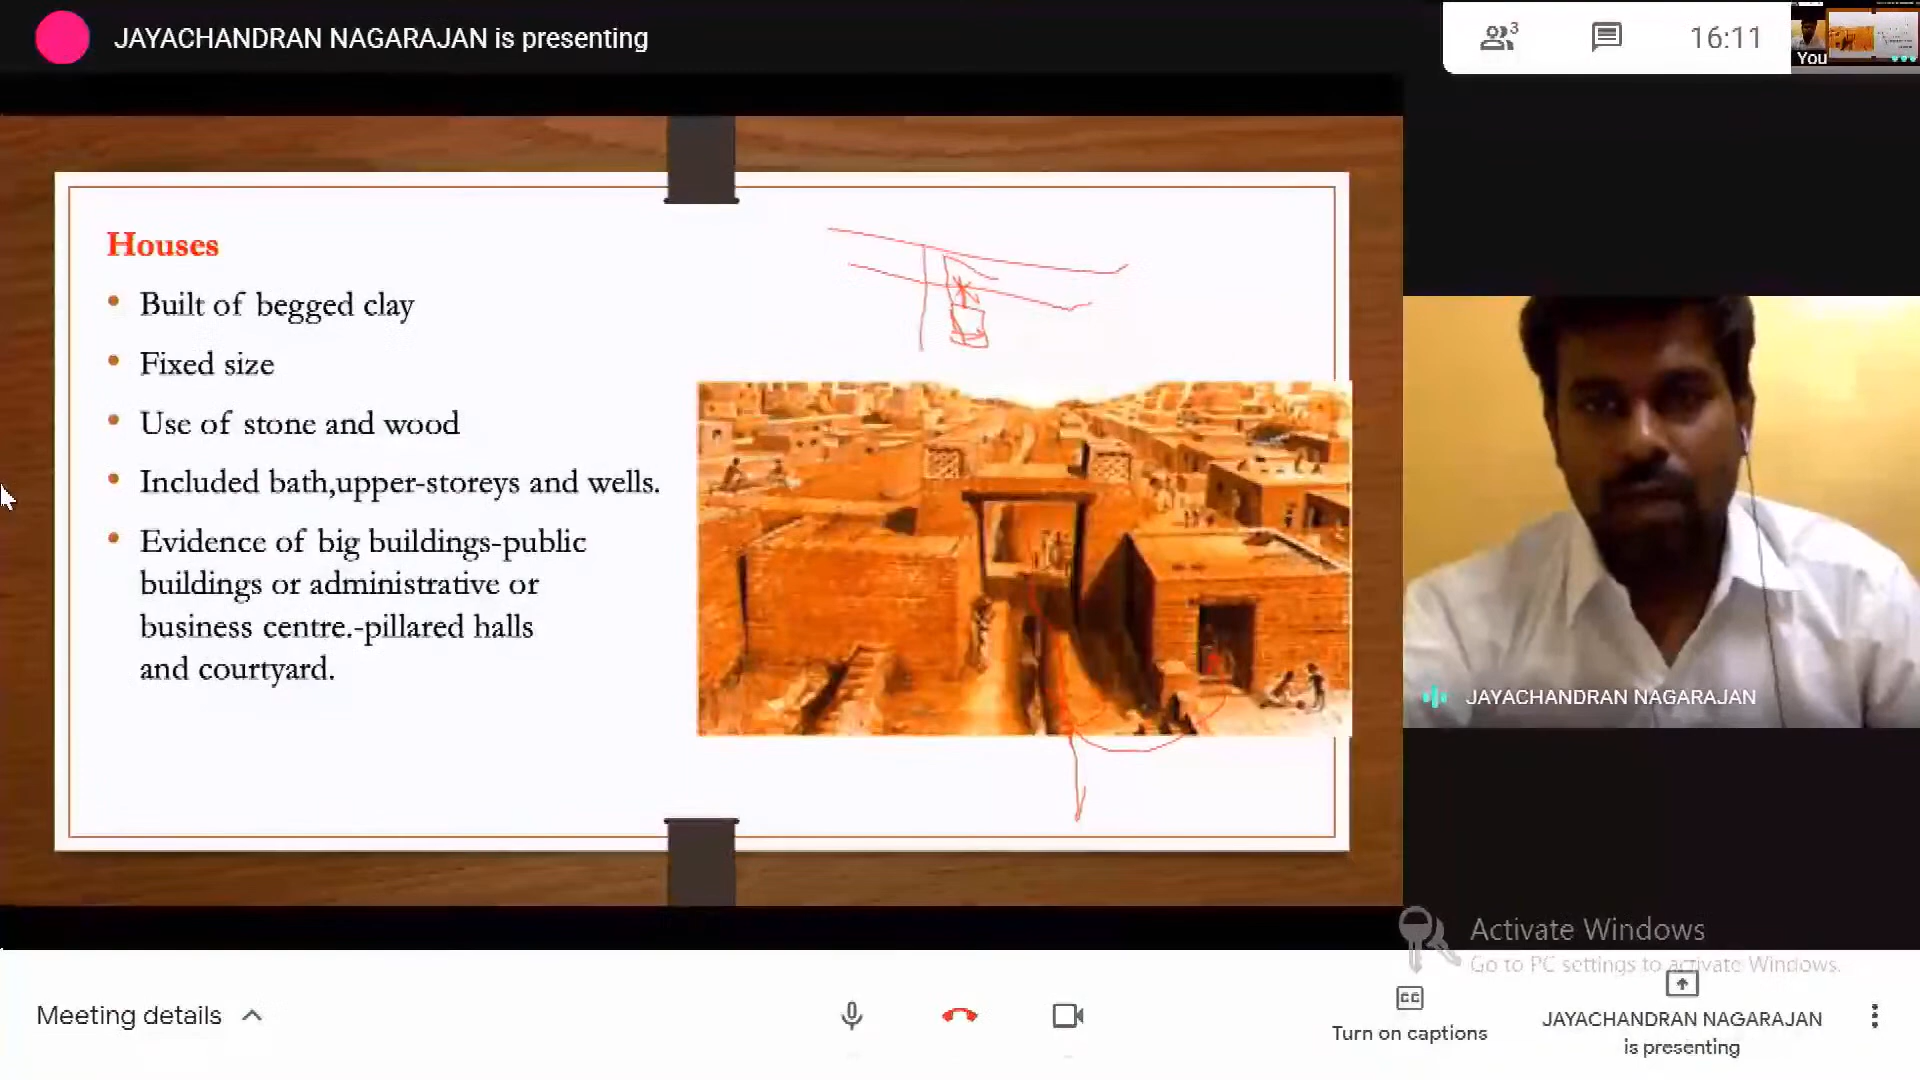 JAYACHANDRAN NAGARAJAN is presenting
3
16:11
You
Houses
Built of begged clay
Fixed size
Use of stone and wood
Included bath,upper-storeys and wells.
Evidence of big buildings-public
buildings or administrative or
business centre.-pillared halls
and courtyard.
JAYACHANDRAN NAGARAJAN
Activate Windows
Go to PC settings to activate Windows.
Meeting details
CC
Turn on captions
JAYACHANDRAN NAGARAJAN
is presenting